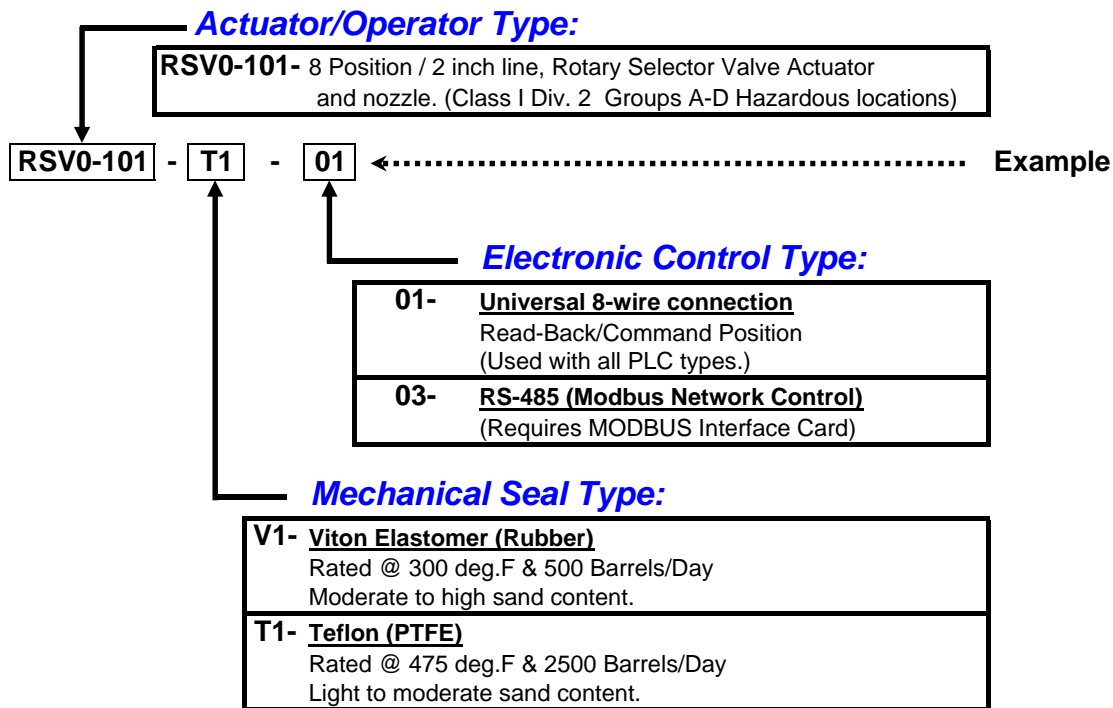 Actuator/Operator Type:
RSV0-101- 8 Position / 2 inch line, Rotary Selector Valve Actuator
and nozzle. (Class I Div. 2 Groups A-D Hazardous locations)
RSV0-101 - T1 - 01 Example
Electronic Control Type:
01- Universal 8-wire connection
Read-Back/Command Position
(Used with all PLC types.)
03- RS-485 (Modbus Network Control)
(Requires MODBUS Interface Card)
Mechanical Seal Type:
V1- Viton Elastomer (Rubber)
Rated @ 300 deg.F & 500 Barrels/Day
Moderate to high sand content.
T1- Teflon (PTFE)
Rated @ 475 deg.F & 2500 Barrels/Day
Light to moderate sand content.